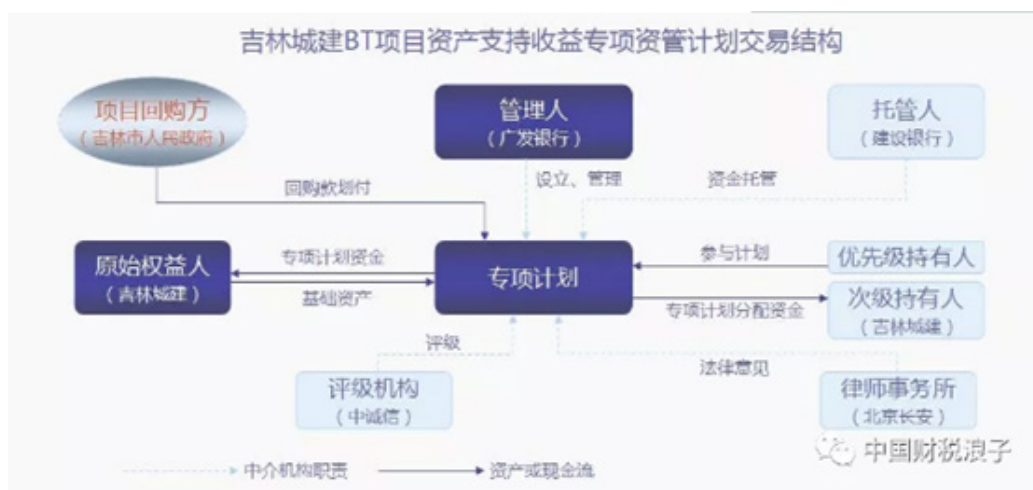 吉林城建BT项目资产支持收益专项资管计划交易结构
项目回购方
（吉林市人民政府）
管理人
（广发银行）
托管人
（建设银行）
设立、管理
资金托管
回购款划付
原始权益人
（吉林城建）
专项计划资金
基础资产
专项计划
参与计划
专项计划分配资金
优先级持有人
次级持有人
（吉林城建）
评级
法律意见
评级机构
（中诚信）
律师事务所
（北京长安）
中介机构职责
资产或现金流
中国财税浪子